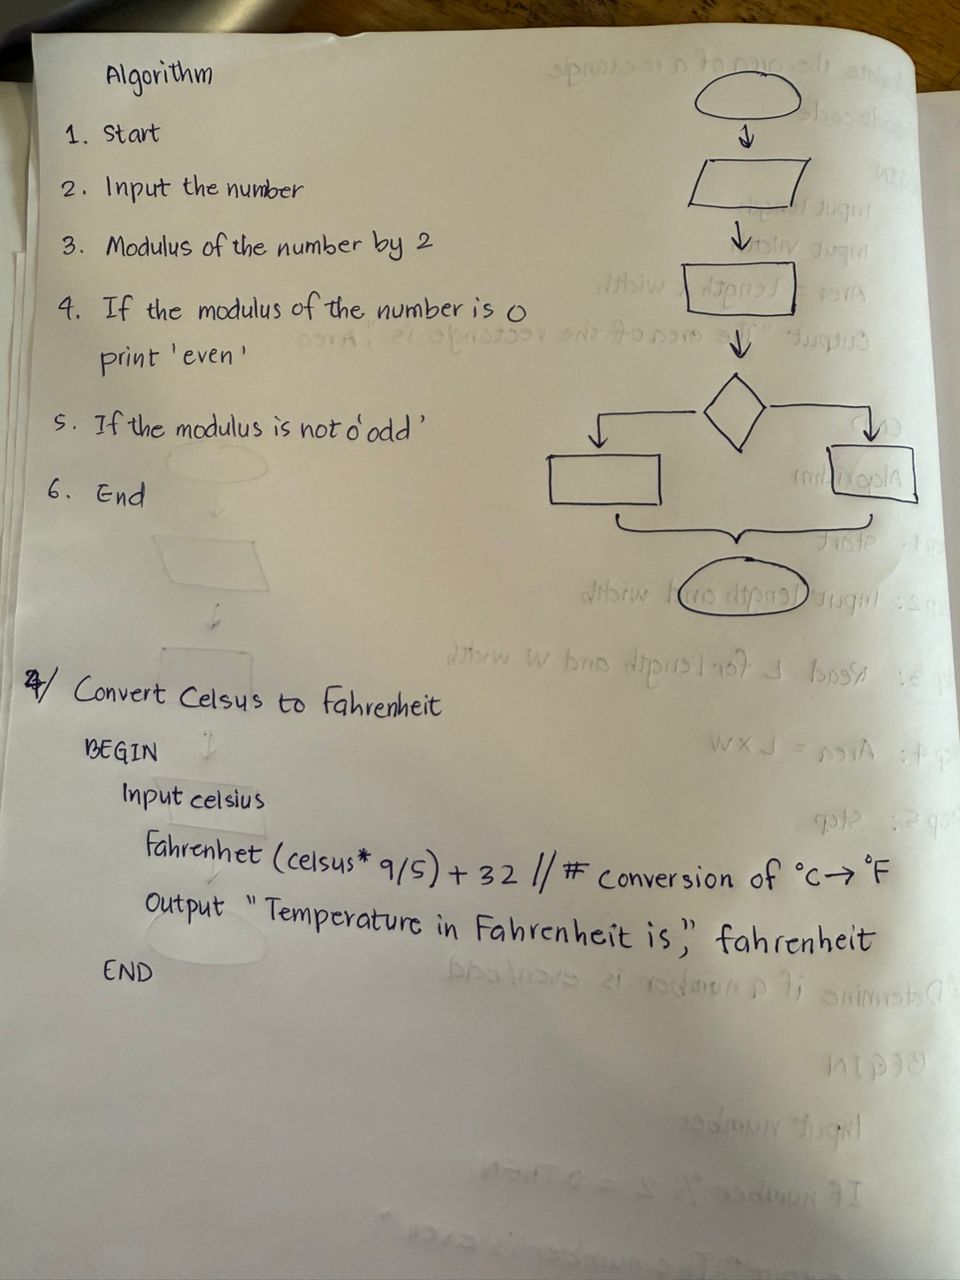 Algorithm
1. Start
2. Input the number
3. Modulus of the number by 2
4. If the modulus of the number is 0
print 'even'
5. If the modulus is not 0 'odd'
6. End
/ Convert Celsus to Fahrenheit
BEGIN
Input celsius
Fahrenhet (celsus* 9/5) + 32 // # conversion of °C → °F
Output "Temperature in Fahrenheit is," fahrenheit
END